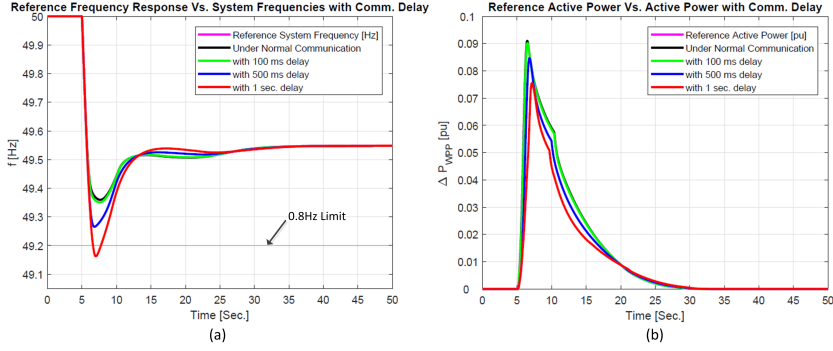 Reference Frequency Response Vs. System Frequencies with Comm. Delay
50
49.9
49.8
49.7
49.6
49.5
49.4
49.3
49.2
49.1
f [Hz]
Reference System Frequency [Hz]
Under Normal Communication
with 100 ms delay
with 500 ms delay
with 1 sec. delay
0.8Hz Limit
0 5 10 15 20 25 30 35 40 45 50
Time [Sec.]
(a)
Reference Active Power Vs. Active Power with Comm. Delay
0.1
0.09
0.08
0.07
0.06
0.05
0.04
0.03
0.02
0.01
0
Δ P_WPP [pu]
Reference Active Power [pu]
Under Normal Communication
with 100 ms delay
with 500 ms delay
with 1 sec. delay
0 5 10 15 20 25 30 35 40 45 50
Time [Sec.]
(b)